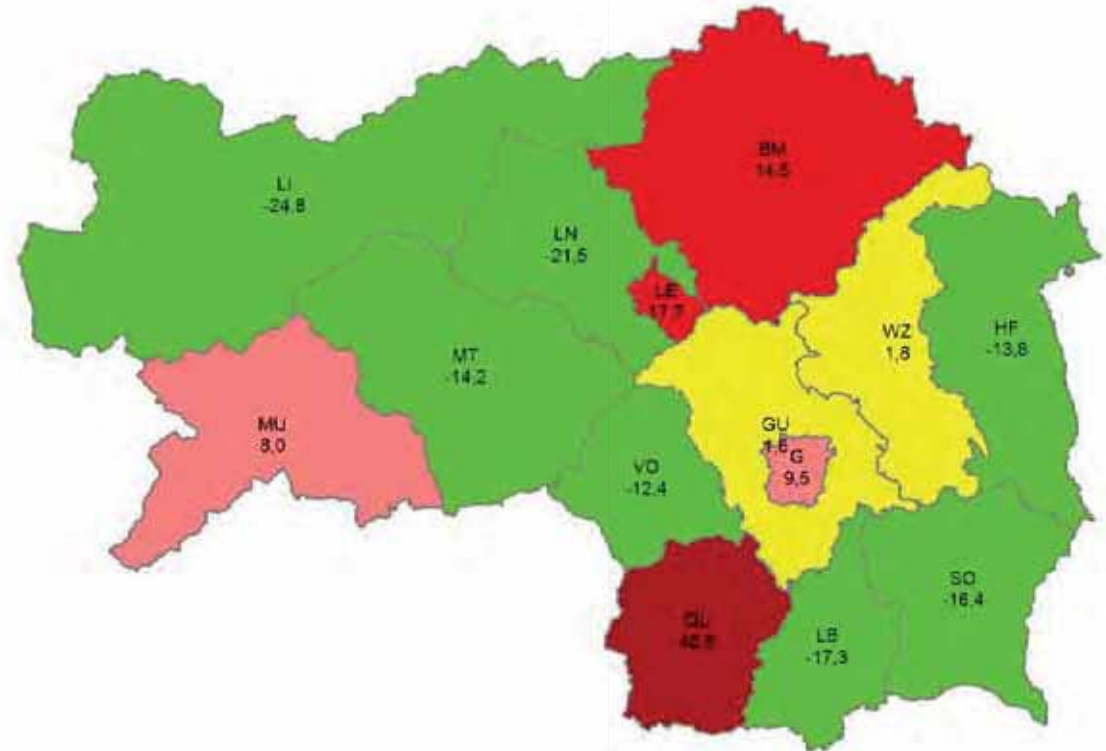 BM
14,5
LI
-24,8
LN
-21,5
LE
17,7
WZ
1,8
HF
-13,8
MT
-14,2
MU
8,0
GU
G
9,5
VO
-12,4
SO
-16,4
LB
-17,3